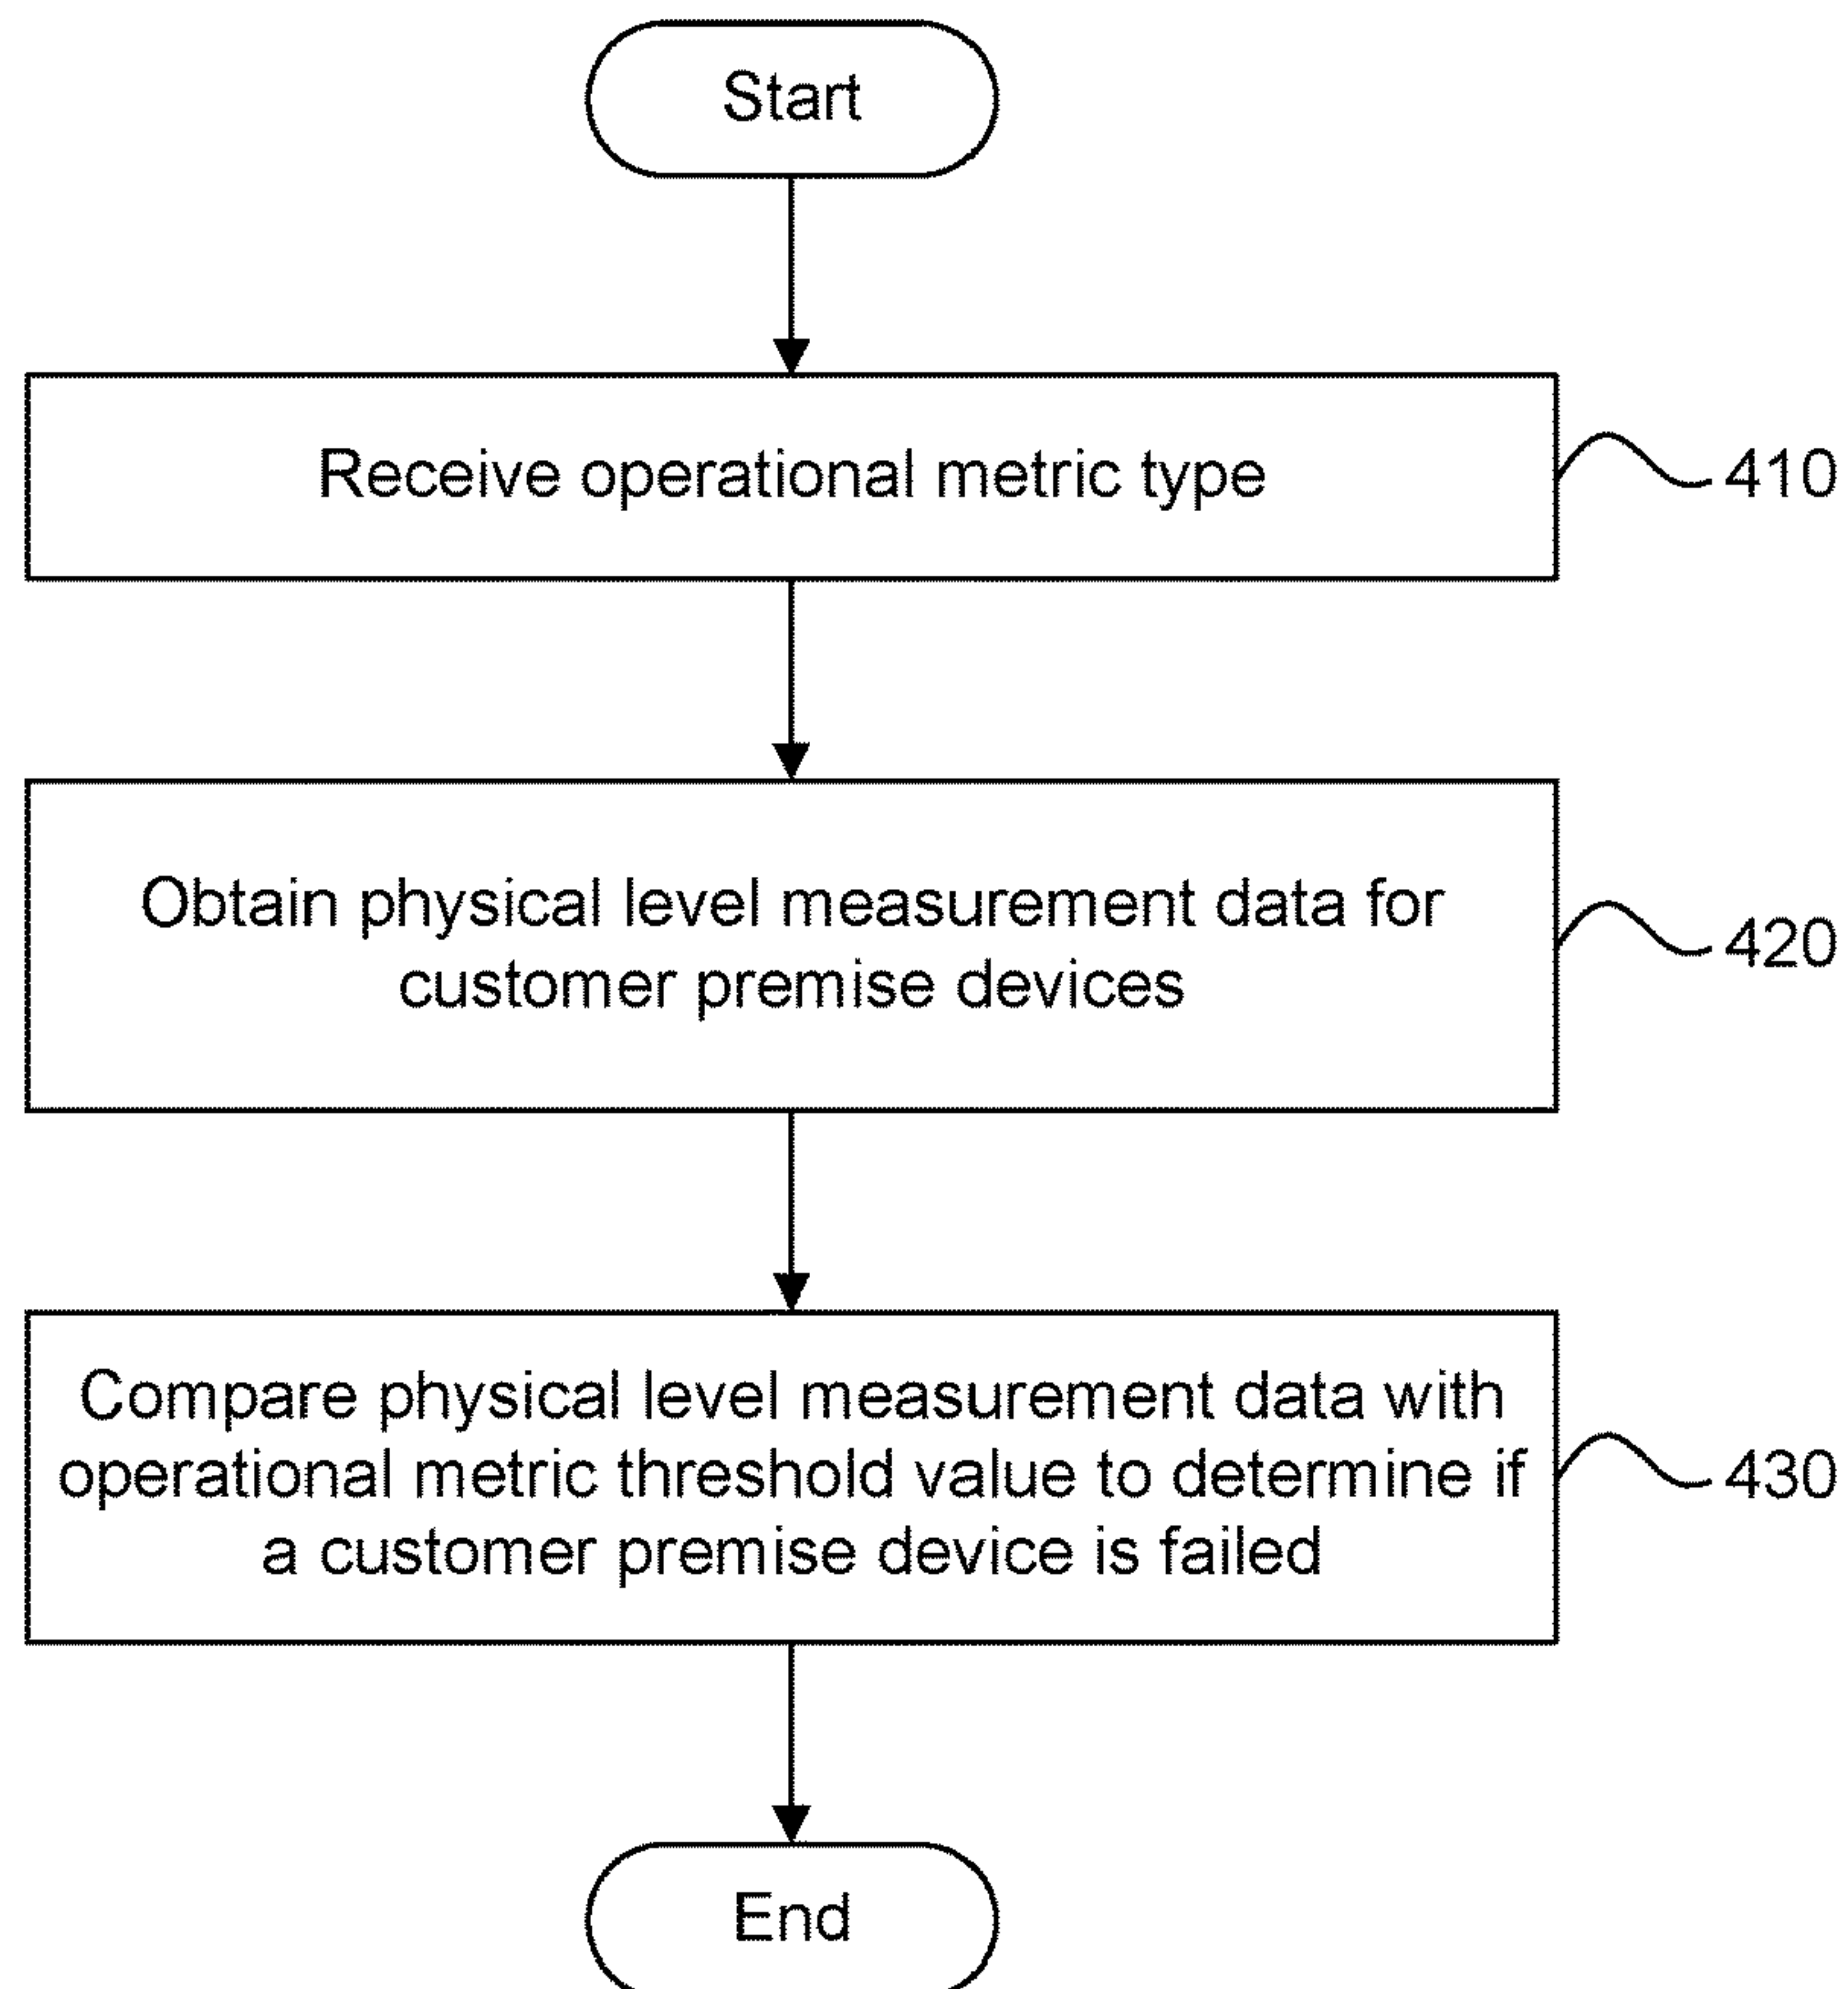 Start
Receive operational metric type
410
Obtain physical level measurement data for
customer premise devices
420
Compare physical level measurement data with
operational metric threshold value to determine if
a customer premise device is failed
430
End